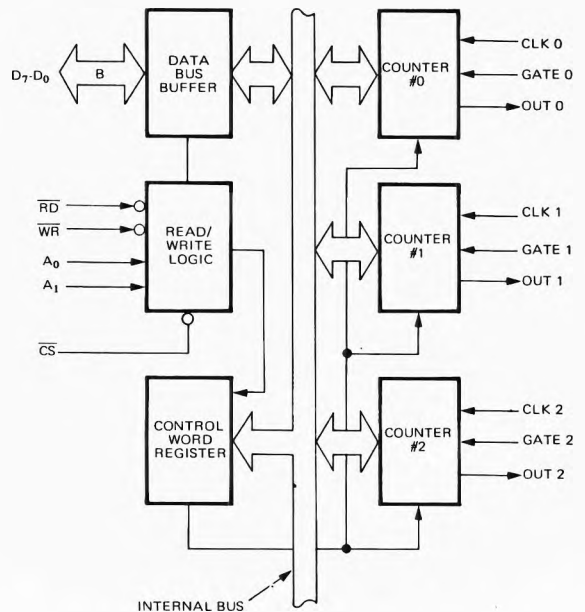 D7-D0
B
DATA
BUS
BUFFER
COUNTER
#0
CLK 0
GATE 0
OUT 0
RD
WR
A0
A1
CS
READ/
WRITE
LOGIC
COUNTER
#1
CLK 1
GATE 1
OUT 1
CONTROL
WORD
REGISTER
COUNTER
#2
CLK 2
GATE 2
OUT 2
INTERNAL BUS